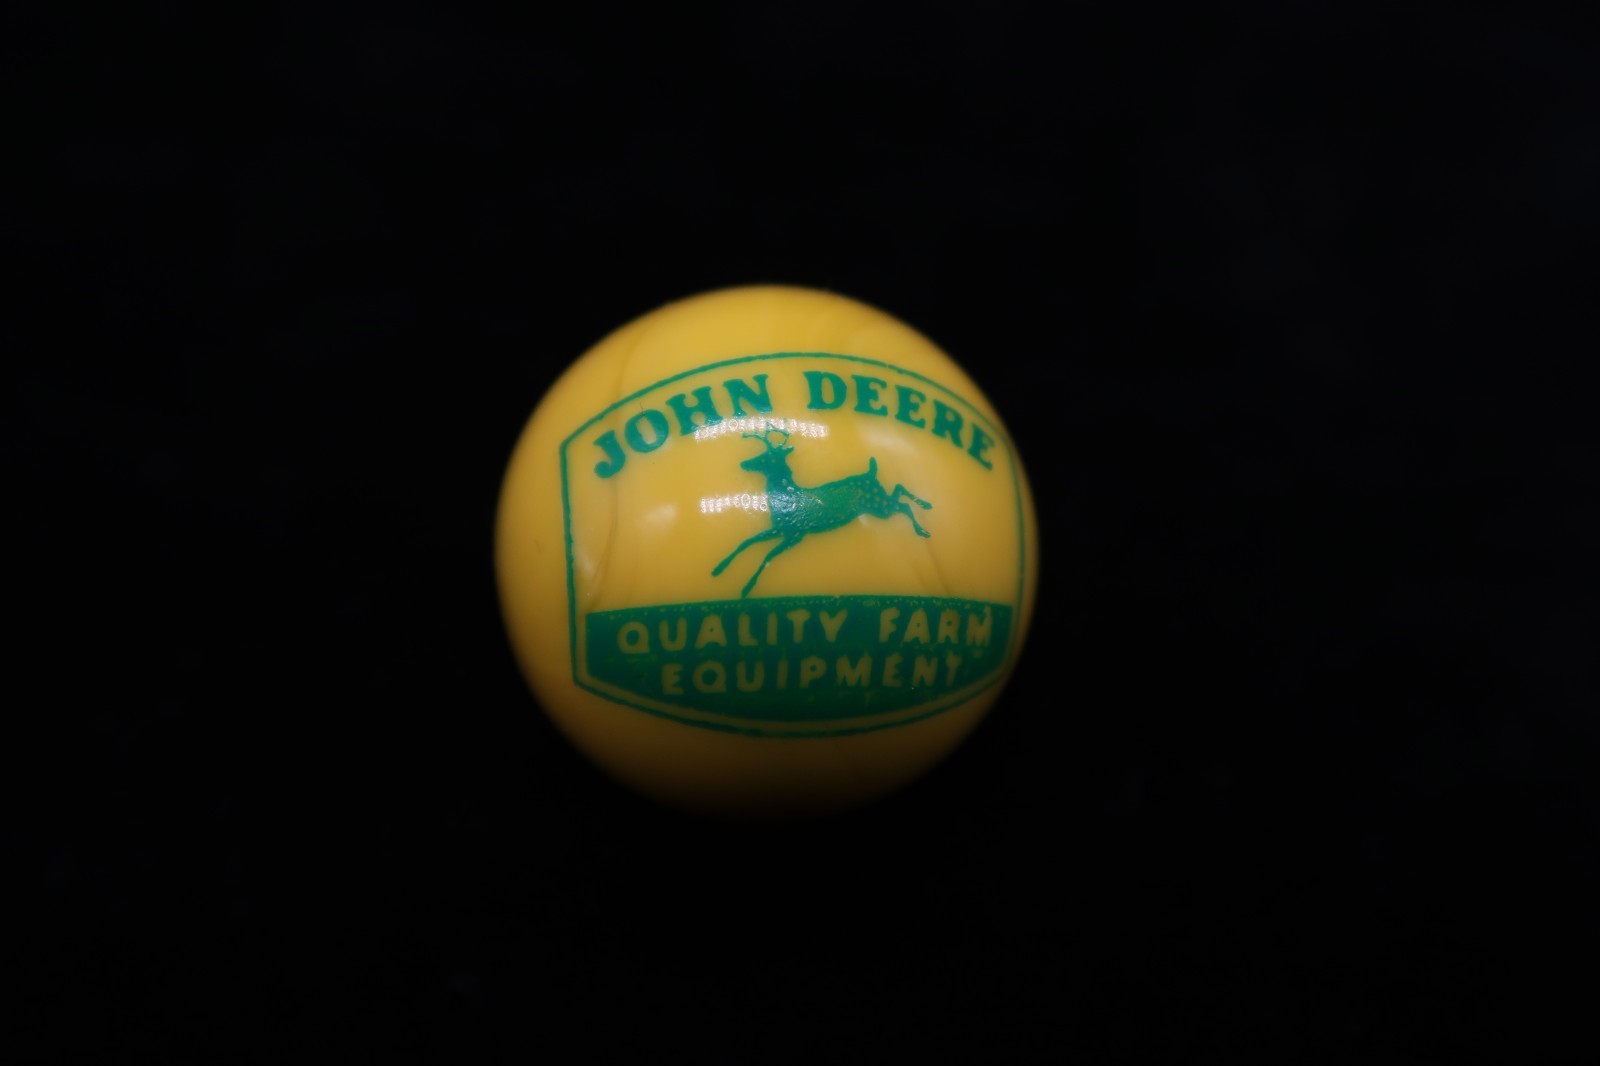 JOHN DEERE
QUALITY FARM
EQUIPMENT